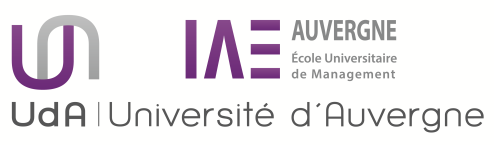 IAE AUVERGNE
École Universitaire
de Management
UdA | Université d'Auvergne